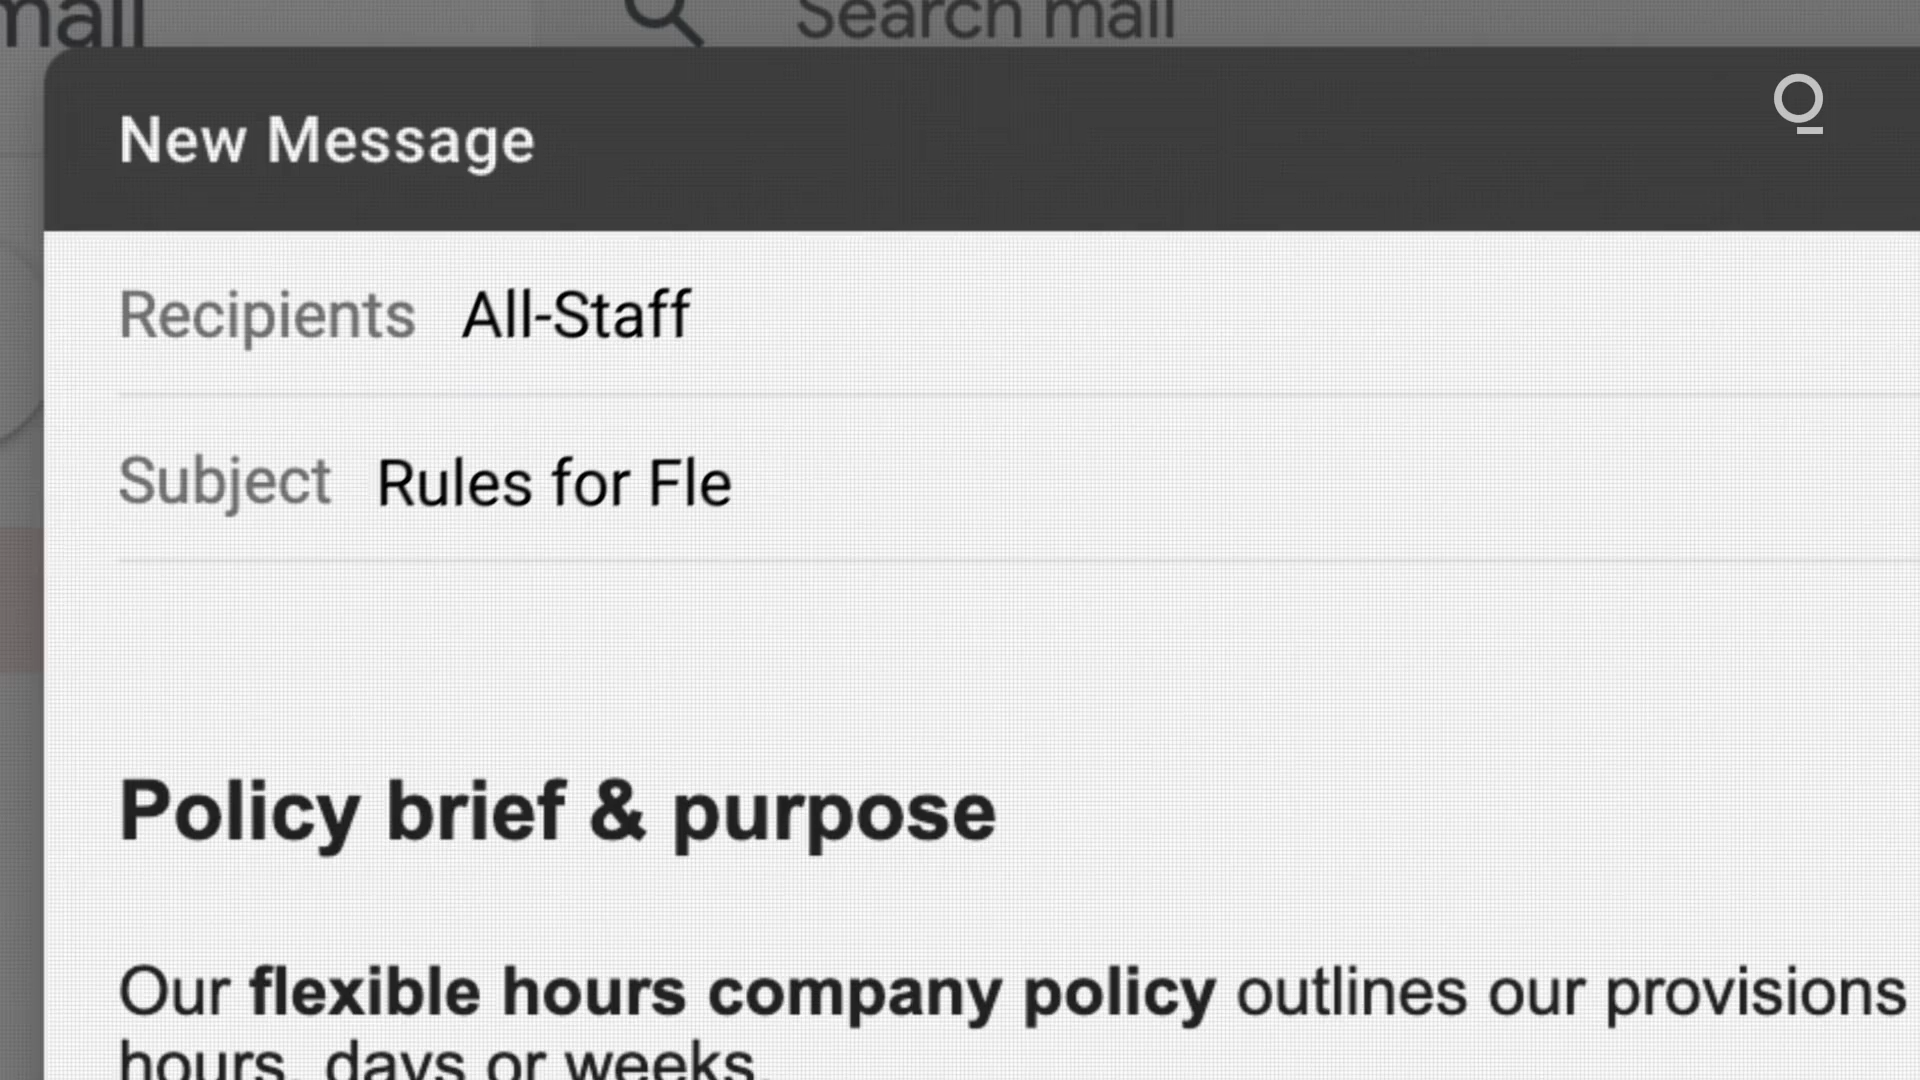 mail
Search mail
New Message
Recipients All-Staff
Subject Rules for Fle
Policy brief & purpose
Our flexible hours company policy outlines our provisions
hours, days or weeks.